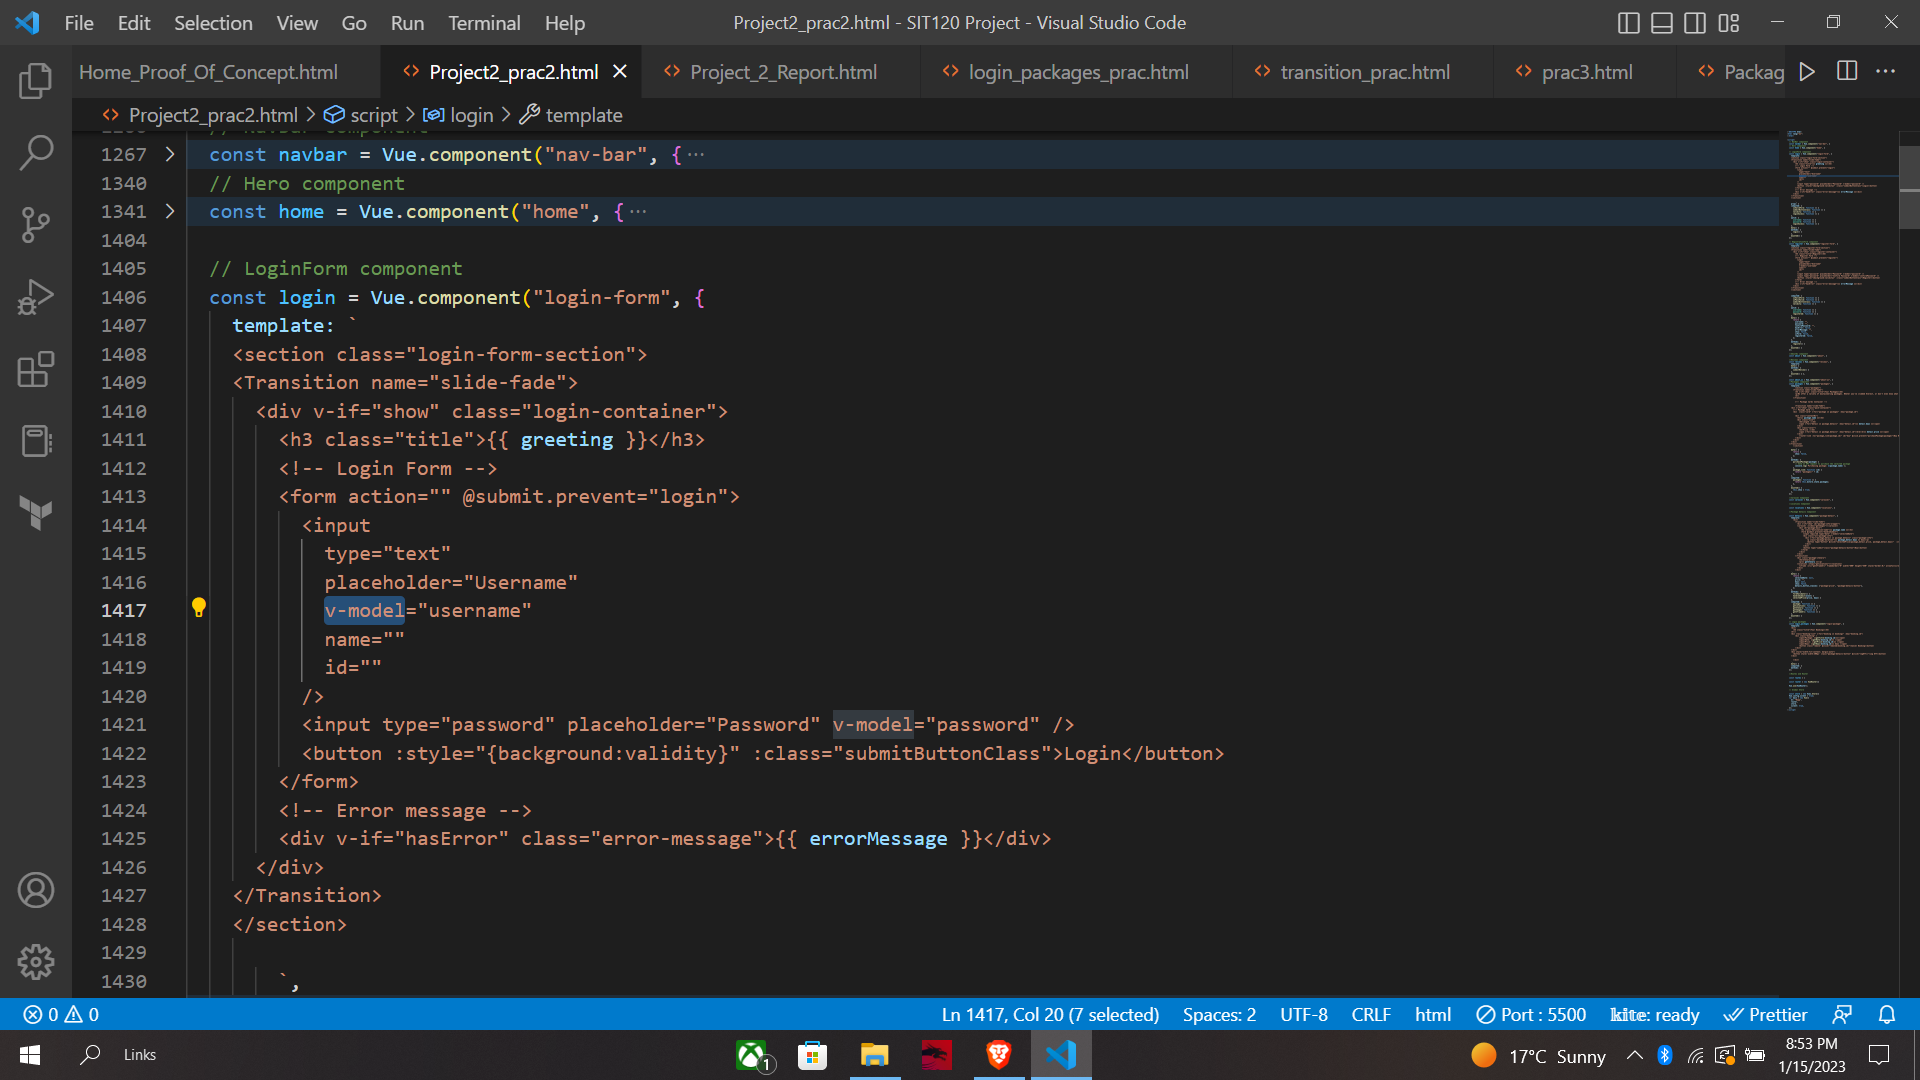 File Edit Selection View Go Run Terminal Help
Project2_prac2.html - SIT120 Project - Visual Studio Code
Home_Proof_Of_Concept.html
<> Project2_prac2.html
<> Project_2_Report.html
<> login_packages_prac.html
<> transition_prac.html
<> prac3.html
<> Packag
<> Project2_prac2.html > script > login > template
1267 const navbar = Vue.component("nav-bar", {···
1340 // Hero component
1341 const home = Vue.component("home", {···
1404
1405 // LoginForm component
1406 const login = Vue.component("login-form", {
1407 template: `
1408 <section class="login-form-section">
1409 <Transition name="slide-fade">
1410 <div v-if="show" class="login-container">
1411 <h3 class="title">{{ greeting }}</h3>
1412 <!-- Login Form -->
1413 <form action="" @submit.prevent="login">
1414 <input
1415 type="text"
1416 placeholder="Username"
1417 v-model="username"
1418 name=""
1419 id=""
1420 />
1421 <input type="password" placeholder="Password" v-model="password" />
1422 <button :style="{background:validity}" :class="submitButtonClass">Login</button>
1423 </form>
1424 <!-- Error message -->
1425 <div v-if="hasError" class="error-message">{{ errorMessage }}</div>
1426 </div>
1427 </Transition>
1428 </section>
1429
1430 `,
0 0
Ln 1417, Col 20 (7 selected) Spaces: 2 UTF-8 CRLF html Port : 5500 kite: ready Prettier
Links
1
17°C Sunny
8:53 PM
1/15/2023